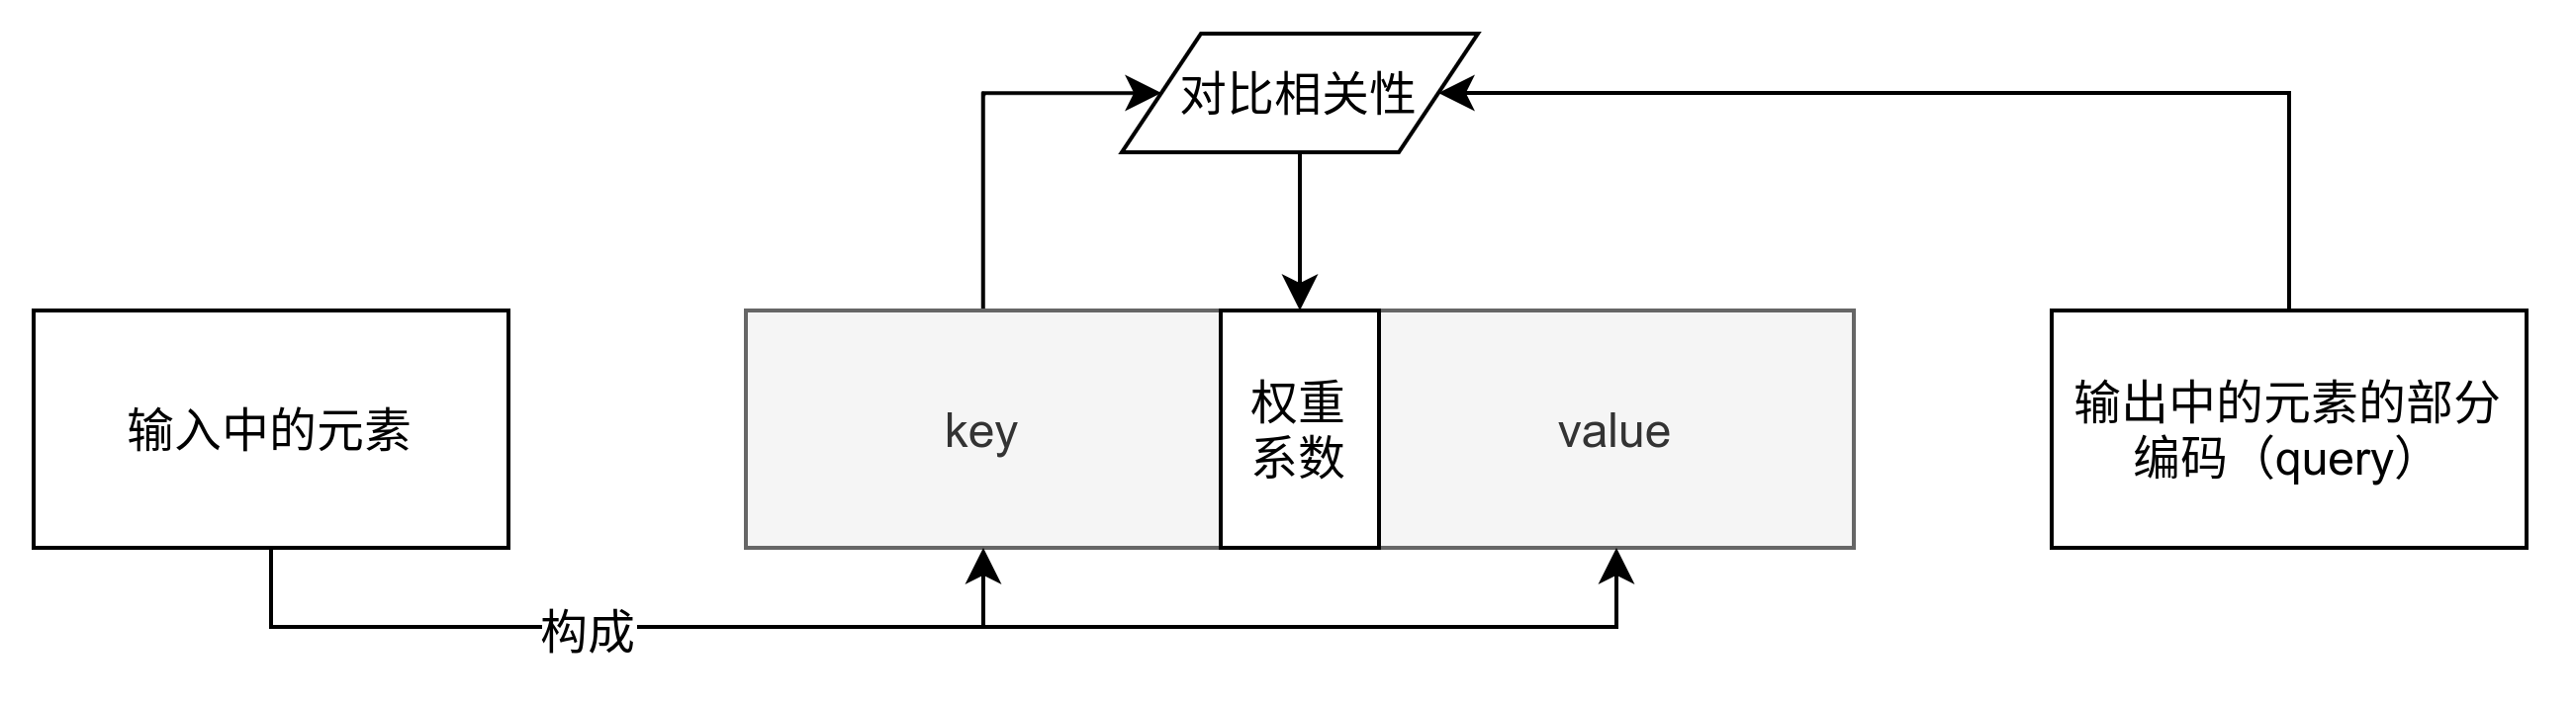 对比相关性
输入中的元素
key
权重
系数
value
输出中的元素的部分
编码（query）
构成